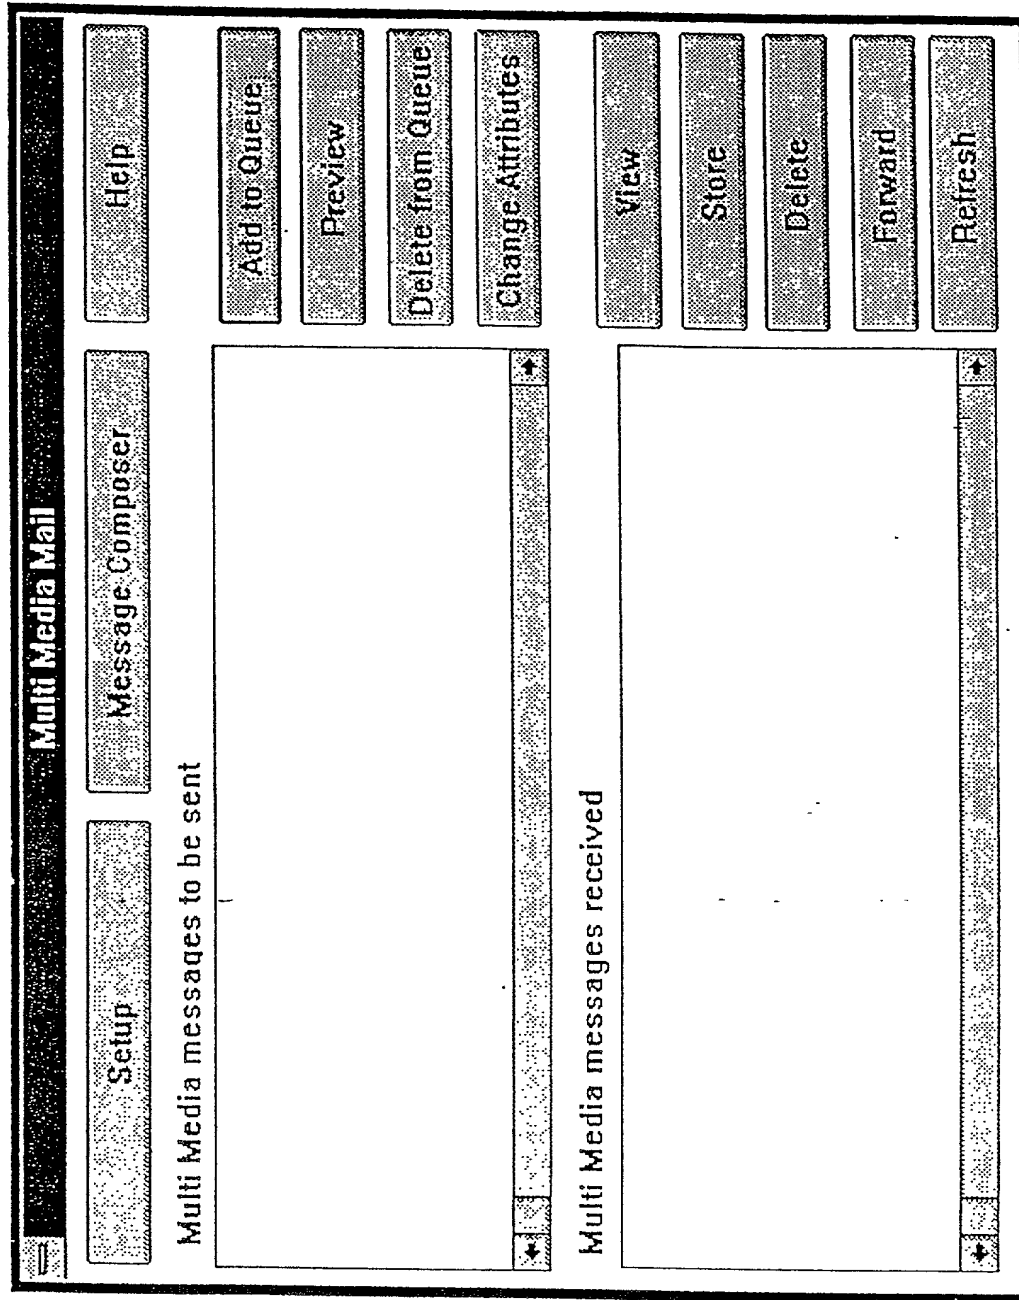 Multi Media Mail
Setup
Message Composer
Help
Multi Media messages to be sent
Add to Queue
Preview
Delete from Queue
Change Attributes
Multi Media messages received
View
Store
Delete
Forward
Refresh